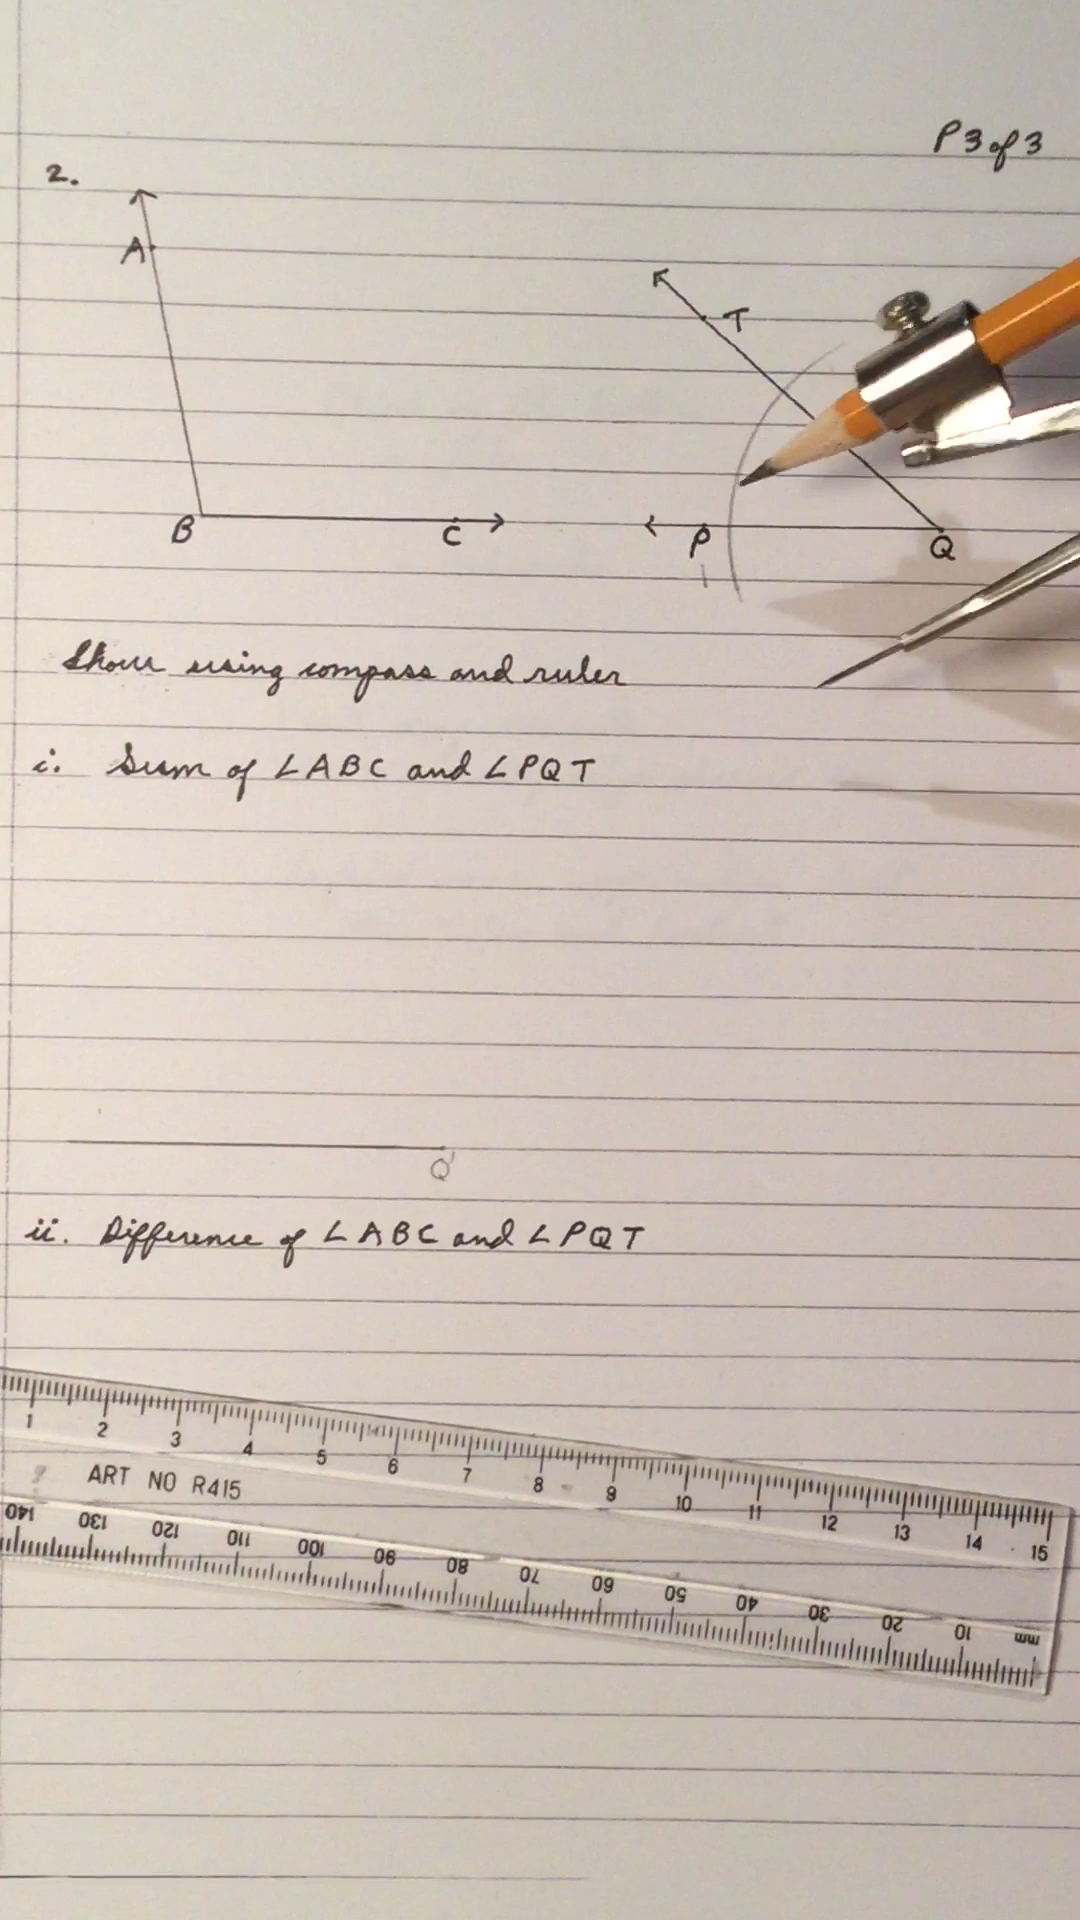 P 3 of 3
2.
A
T
B
C
P
Q
Show using compass and ruler
i. Sum of ∠ABC and ∠PQT
Q'
ii. Difference of ∠ABC and ∠PQT
1 2 3 4 5 6 7 8 9 10 11 12 13 14 15
ART NO R415
140 130 120 110 100 90 80 70 60 50 40 30 20 10 mm